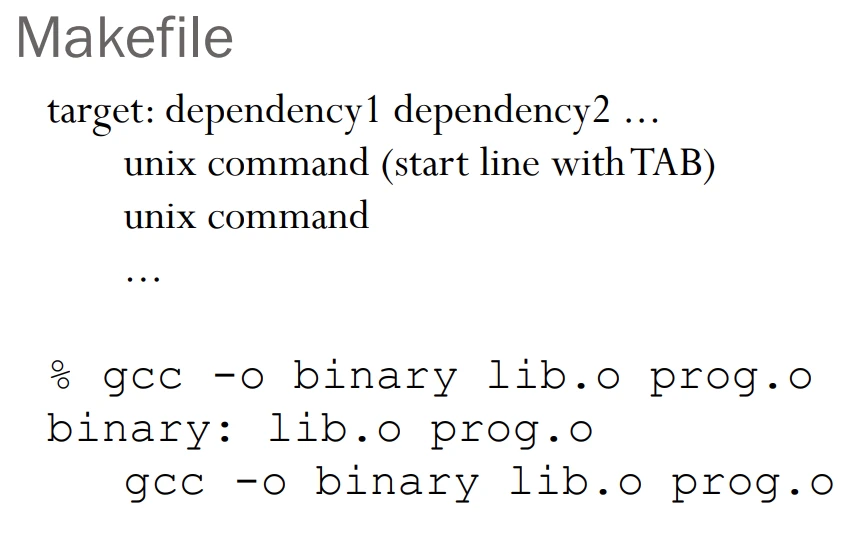 Makefile
target: dependency1 dependency2 …
unix command (start line with TAB)
unix command
…
% gcc -o binary lib.o prog.o
binary: lib.o prog.o
gcc -o binary lib.o prog.o